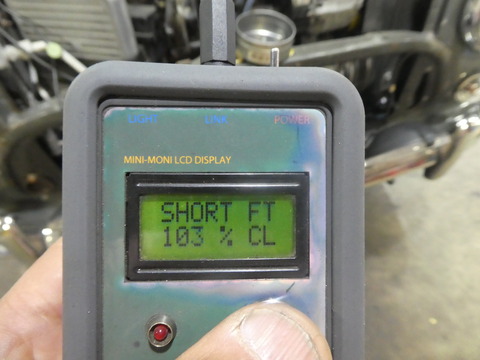 LIGHT LINK POWER
MINI-MONI LCD DISPLAY
SHORT FT
103 % CL